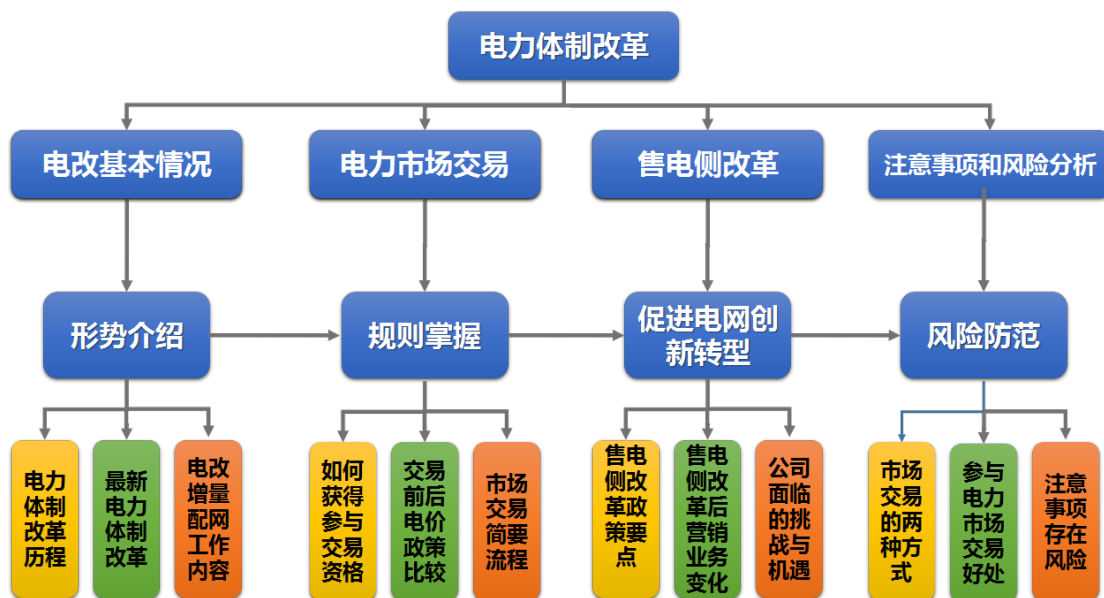 电力体制改革
电改基本情况
电力市场交易
售电侧改革
注意事项和风险分析
形势介绍
规则掌握
促进电网创
新转型
风险防范
电力
体制
改革
历程
最新
电力
体制
改革
电改
增量
配网
工作
内容
如何
获得
参与
交易
资格
交易
前后
电价
政策
比较
市场
交易
简要
流程
售电
侧改
革政
策要
点
售电
侧改
革后
营销
业务
变化
公司
面临
的挑
战与
机遇
市场
交易
的两
种方
式
参与
电力
市场
交易
好处
注意
事项
存在
风险